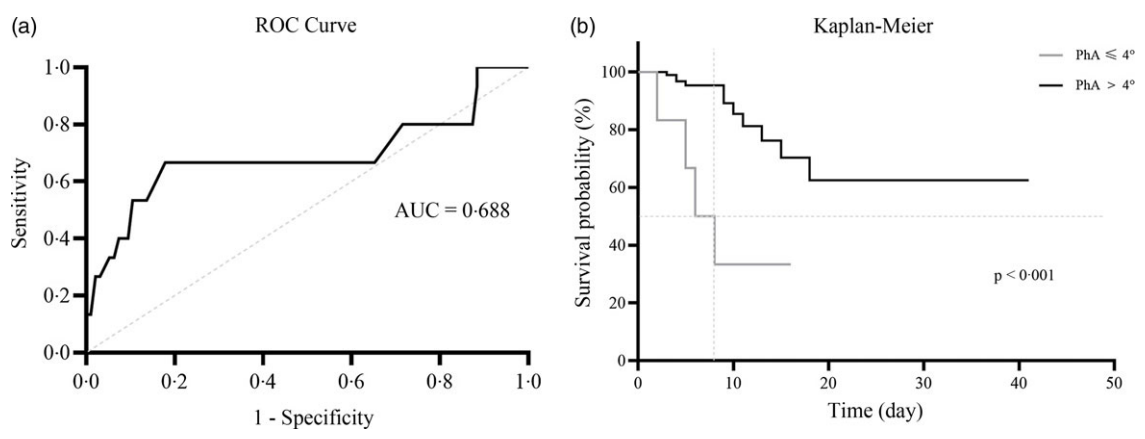 (a)
ROC Curve
1·0
0·8
0·6
0·4
0·2
0·0
Sensitivity
AUC = 0·688
0·0 0·2 0·4 0·6 0·8 1·0
1 - Specificity
(b)
Kaplan-Meier
PhA ⩽ 4°
PhA > 4°
100
80
60
40
20
0
Survival probability (%)
p < 0·001
0 10 20 30 40 50
Time (day)